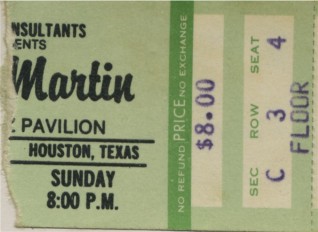 NSULTANTS
ENTS
Martin
PAVILION
HOUSTON, TEXAS
SUNDAY
8:00 P.M.
NO REFUND PRICE NO EXCHANGE
$8.00
SEC ROW SEAT
C 3 4
FLOOR